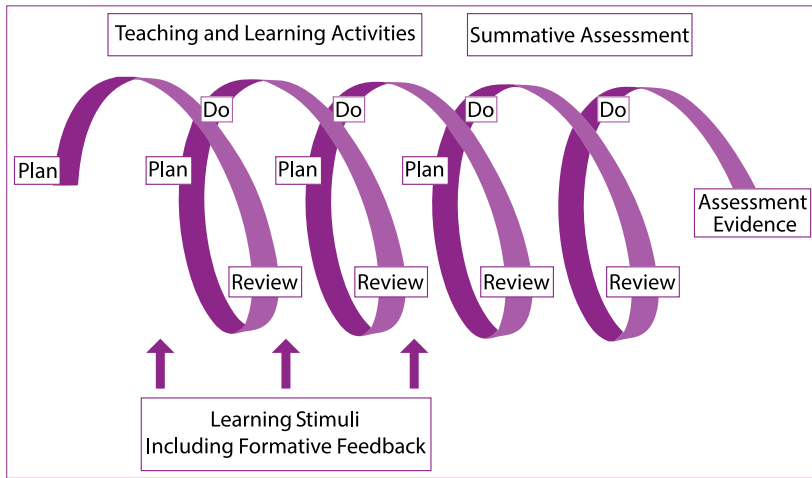 Teaching and Learning Activities
Summative Assessment
Do
Do
Do
Do
Plan
Plan
Plan
Plan
Assessment
Evidence
Review
Review
Review
Review
Learning Stimuli
Including Formative Feedback